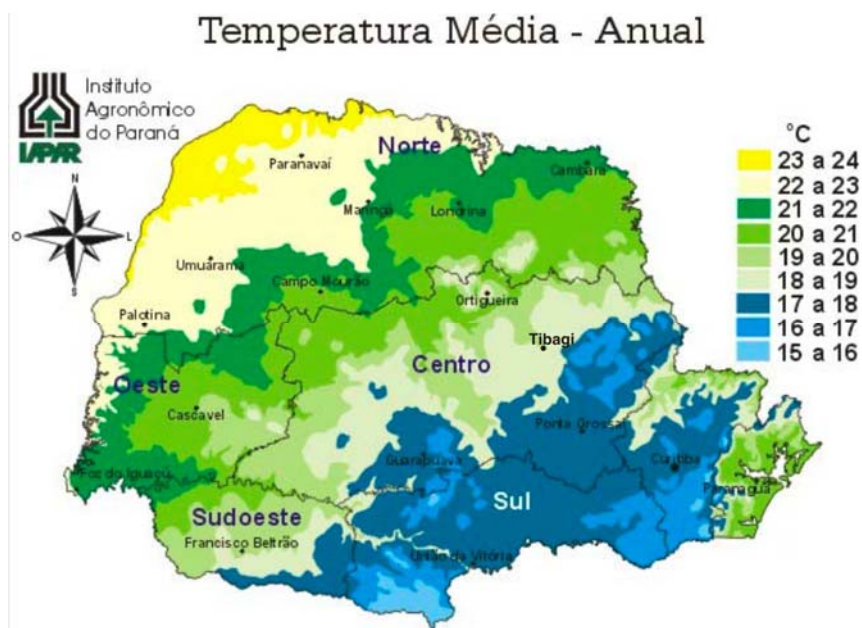 Temperatura Média - Anual
Instituto
Agronômico
do Paraná
IAPAR
N
O
L
S
°C
23 a 24
22 a 23
21 a 22
20 a 21
19 a 20
18 a 19
17 a 18
16 a 17
15 a 16
Norte
Paranavaí
Cambará
Maringá
Londrina
Umuarama
Campo Mourão
Ortigueira
Palotina
Tibagi
Centro
Oeste
Cascavel
Ponta Grossa
Guarapuava
Curitiba
Foz do Iguaçú
Paranaguá
Sul
Sudoeste
Francisco Beltrão
União da Vitória